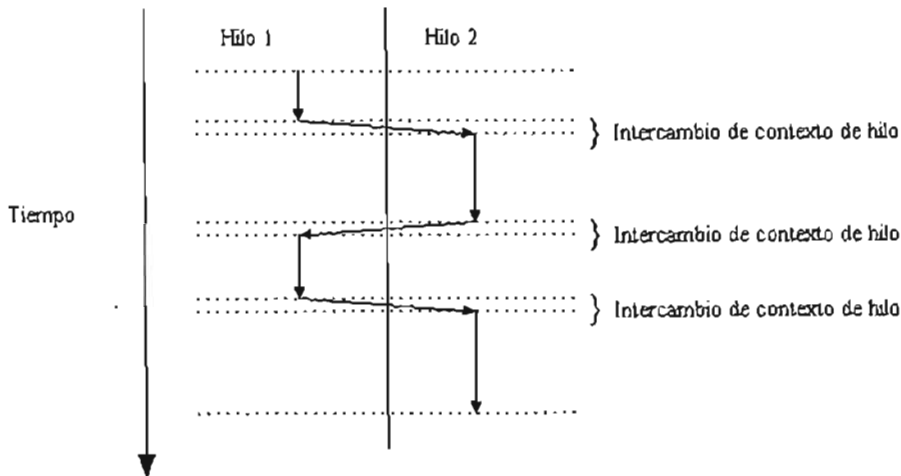 Hilo 1
Hilo 2
Intercambio de contexto de hilo
Tiempo
Intercambio de contexto de hilo
Intercambio de contexto de hilo